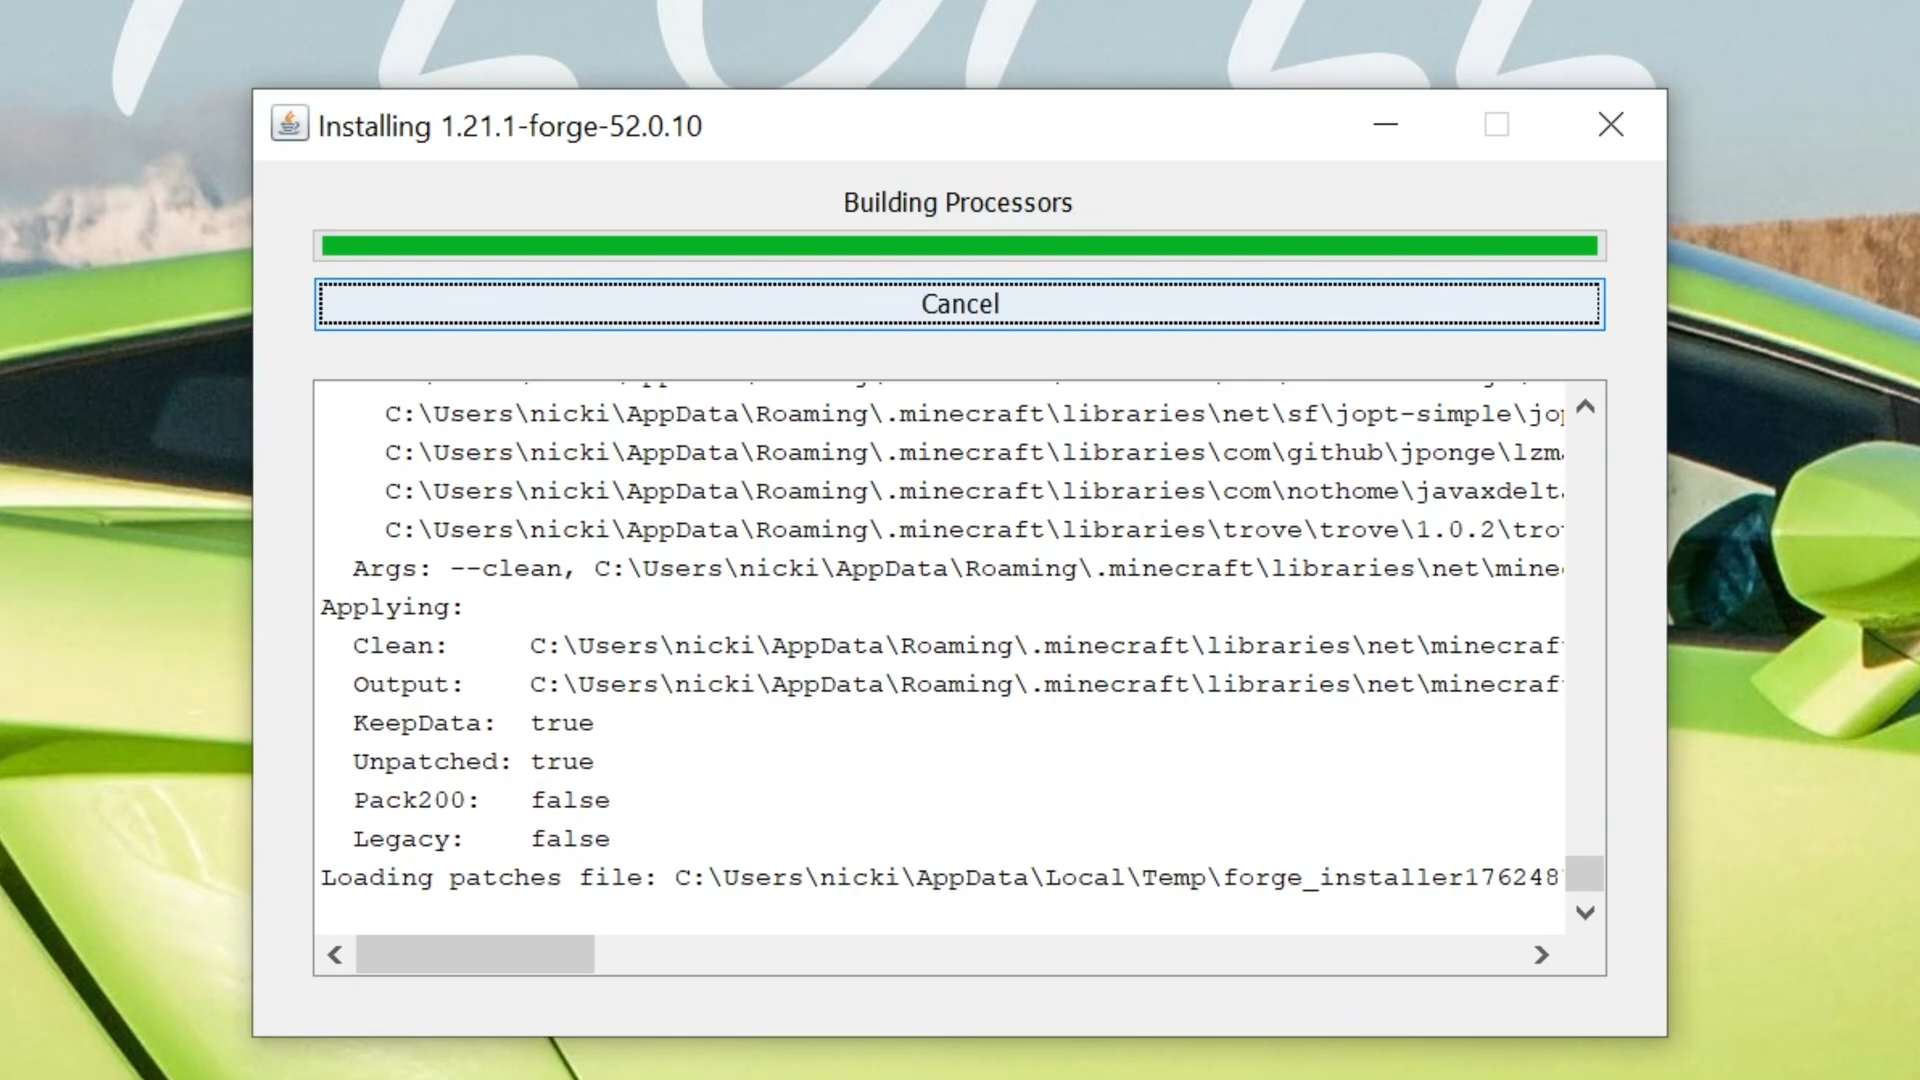 Installing 1.21.1-forge-52.0.10
Building Processors
Cancel
C:\Users\nicki\AppData\Roaming\.minecraft\libraries\net\sf\jopt-simple\jop
C:\Users\nicki\AppData\Roaming\.minecraft\libraries\com\github\jponge\lzm
C:\Users\nicki\AppData\Roaming\.minecraft\libraries\com\nothome\javaxdelt
C:\Users\nicki\AppData\Roaming\.minecraft\libraries\trove\trove\1.0.2\tro
Args: --clean, C:\Users\nicki\AppData\Roaming\.minecraft\libraries\net\mine
Applying:
Clean: C:\Users\nicki\AppData\Roaming\.minecraft\libraries\net\minecraf
Output: C:\Users\nicki\AppData\Roaming\.minecraft\libraries\net\minecraf
KeepData: true
Unpatched: true
Pack200: false
Legacy: false
Loading patches file: C:\Users\nicki\AppData\Local\Temp\forge_installer176248